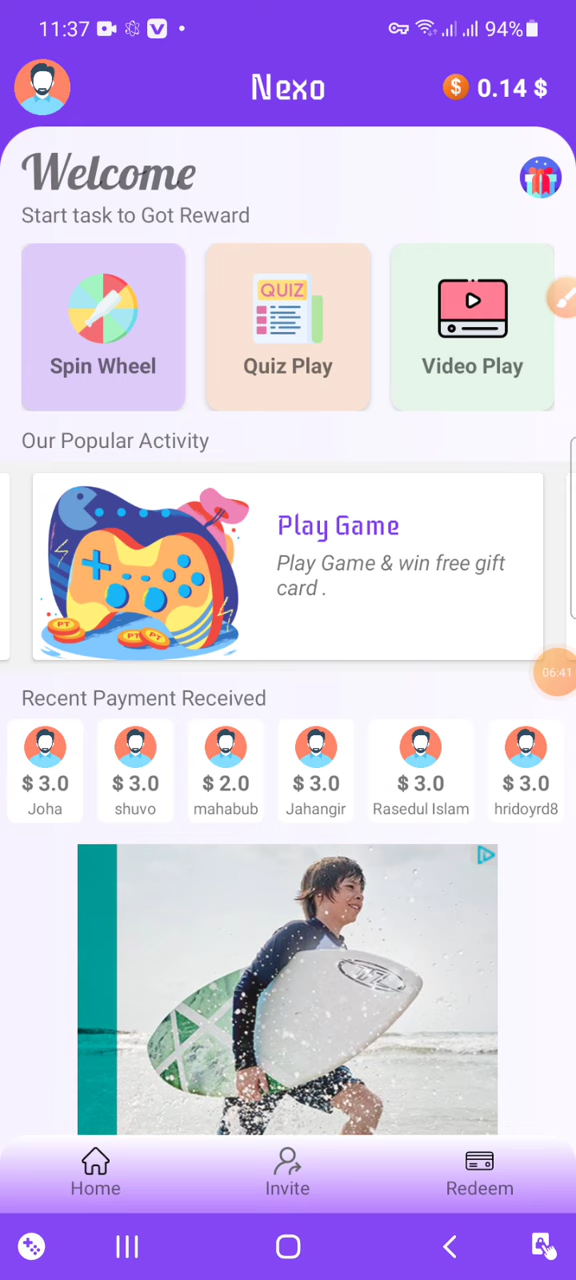 11:37
94%
Nexo
$ 0.14 $
Welcome
Start task to Got Reward
QUIZ
Spin Wheel
Quiz Play
Video Play
Our Popular Activity
Play Game
Play Game & win free gift
card .
PT
PT PT
06:41
Recent Payment Received
$ 3.0
$ 3.0
$ 2.0
$ 3.0
$ 3.0
$ 3.0
Joha
shuvo
mahabub
Jahangir
Rasedul Islam
hridoyrd8
Home
Invite
Redeem